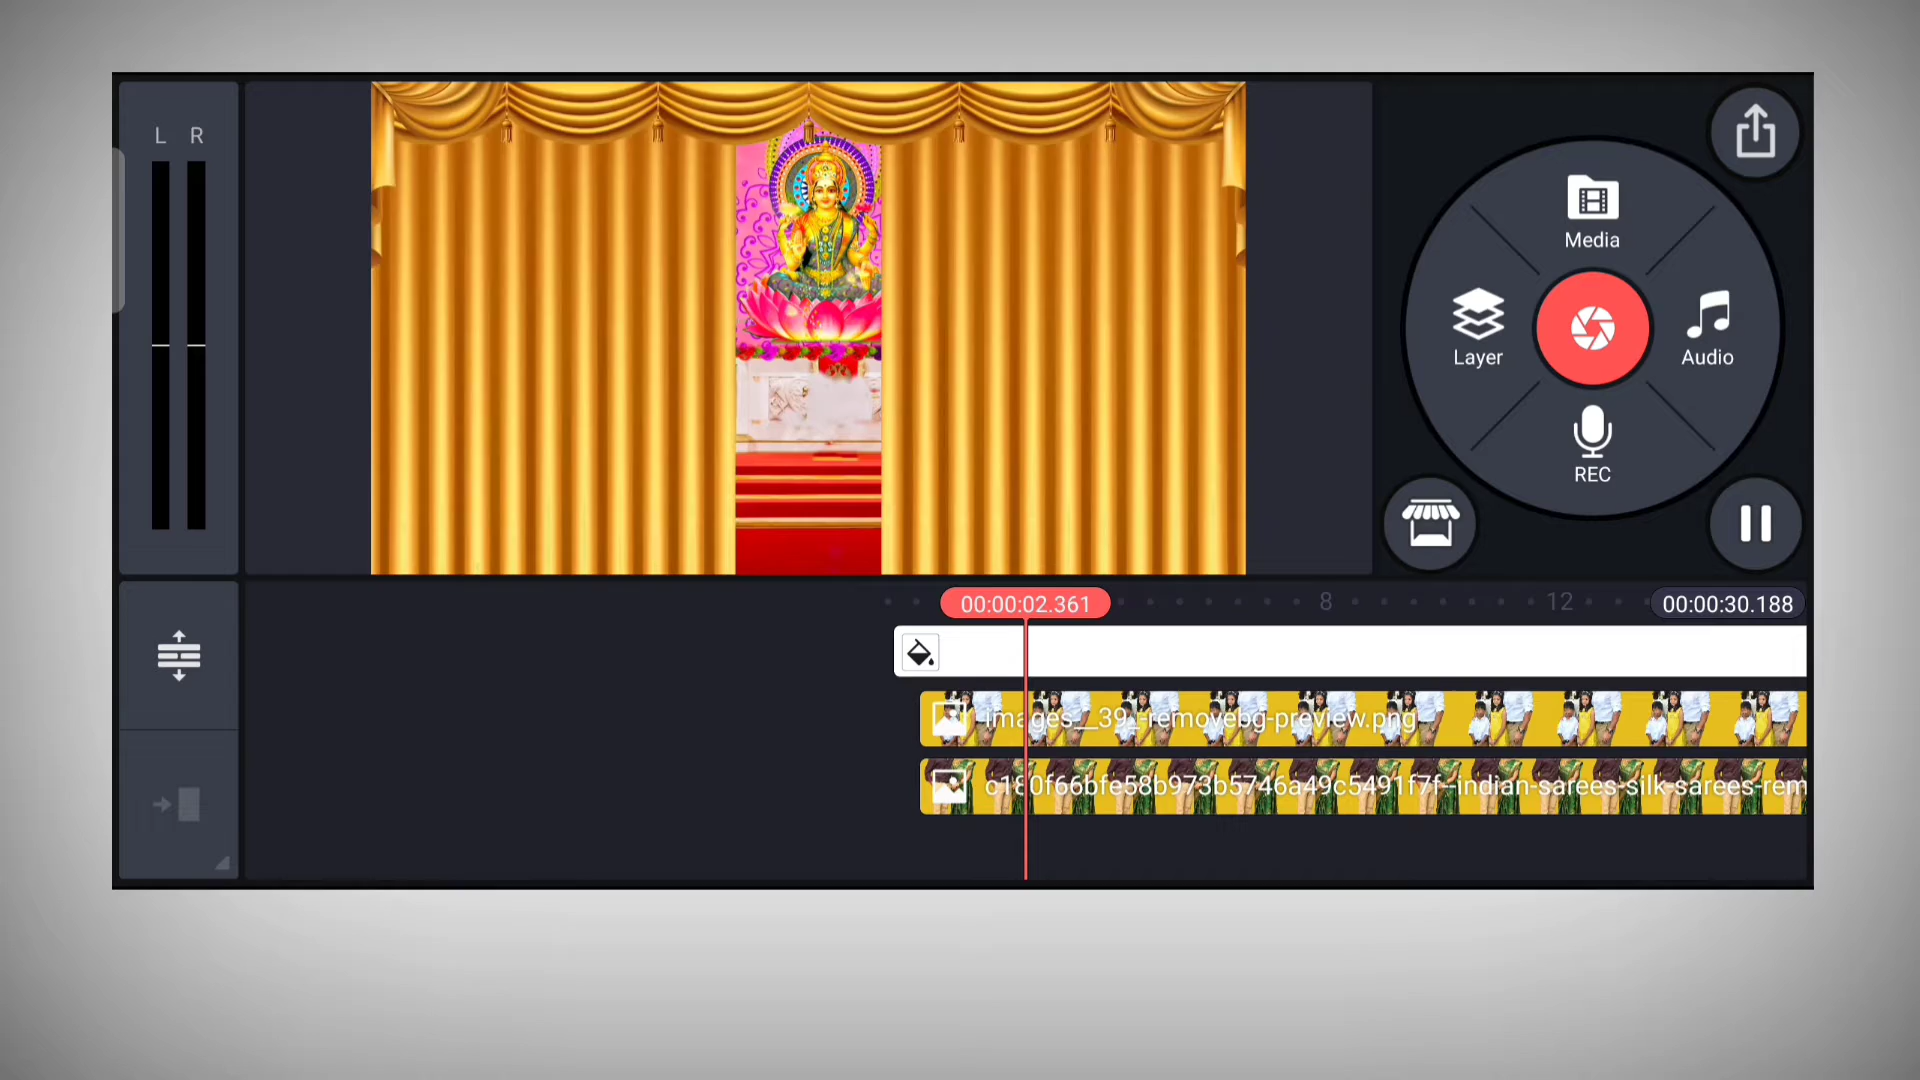 L R
Media
Layer
Audio
REC
00:00:02.361
8
12
00:00:30.188
images__39_-removebg-preview.png
c180f66bfe58b973b5746a49c5491f7f--indian-sarees-silk-sarees-rem